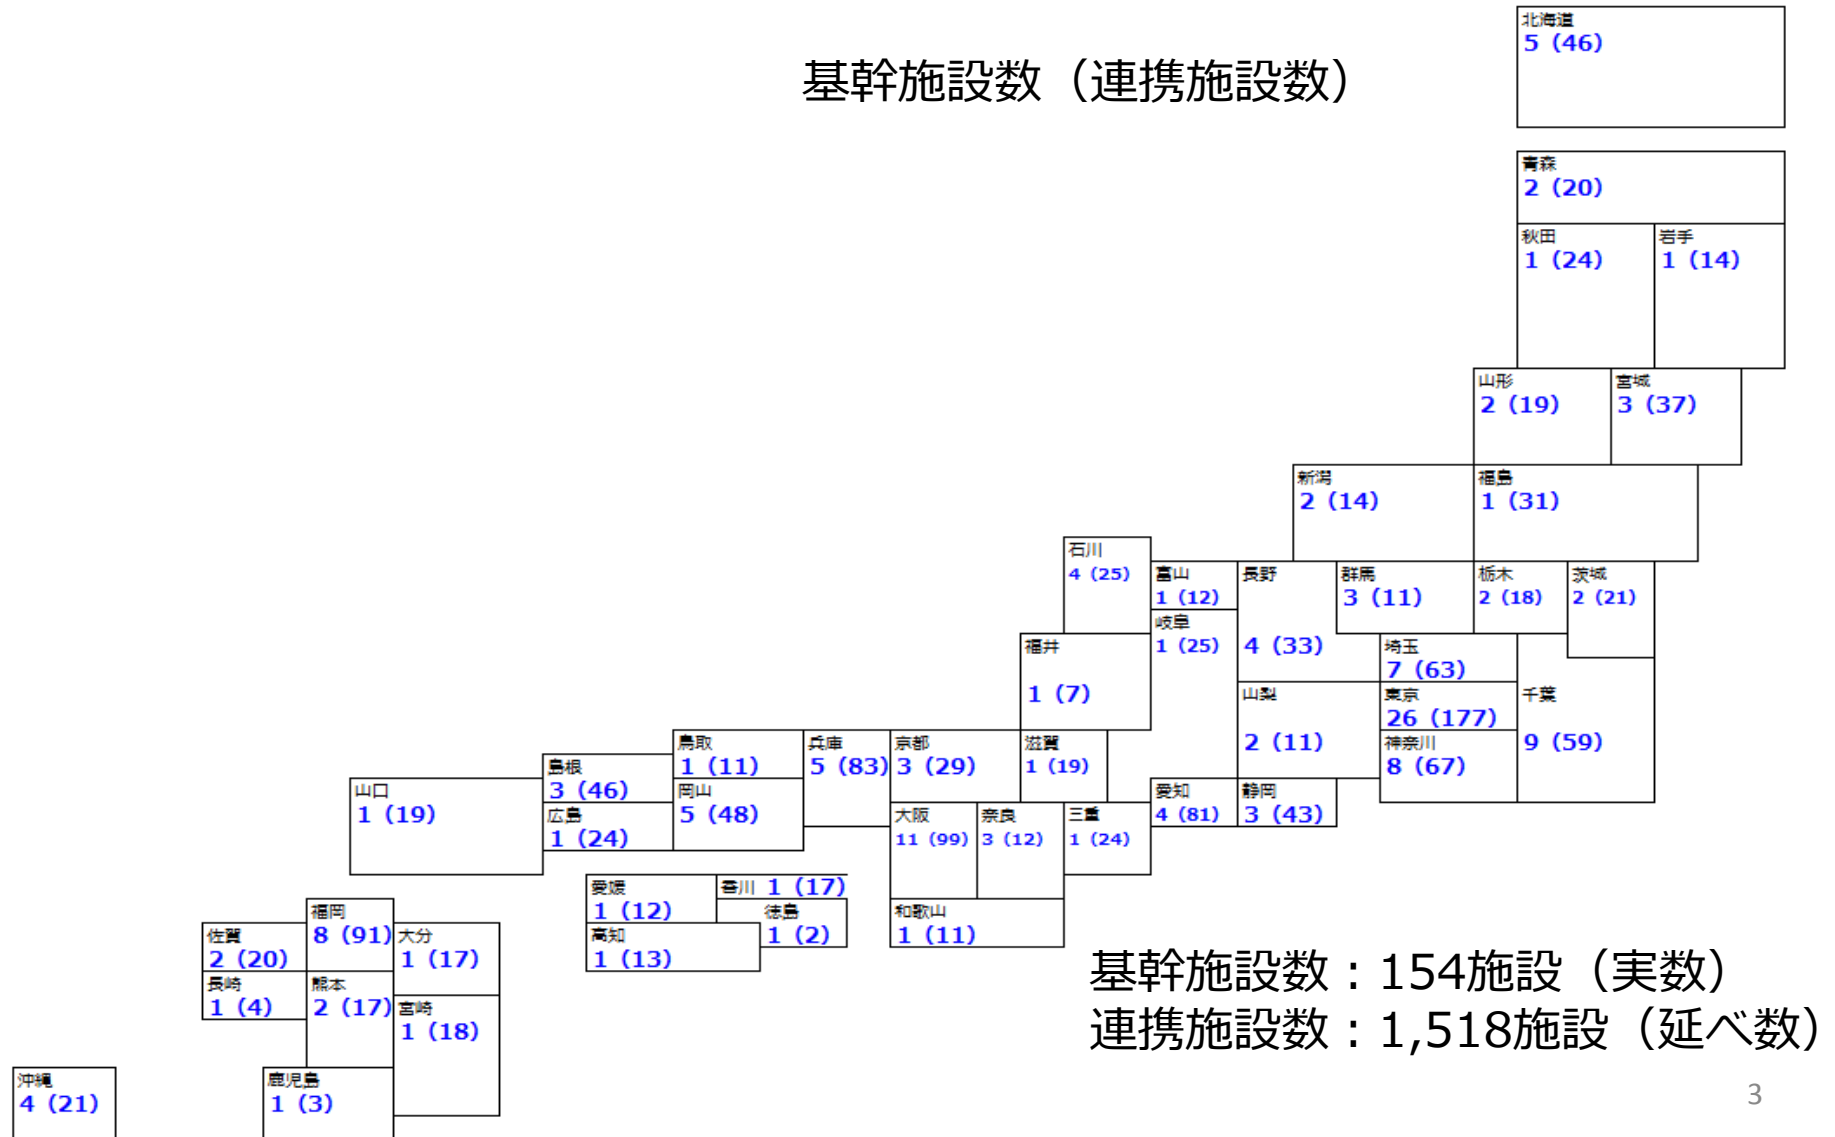 北海道
5（46）
基幹施設数（連携施設数）
青森
2（20）
秋田
1（24）
岩手
1（14）
山形
2（19）
宮城
3（37）
新潟
2（14）
福島
1（31）
石川
4（25）
富山
1（12）
長野
4（33）
群馬
3（11）
栃木
2（18）
茨城
2（21）
岐阜
1（25）
福井
1（7）
埼玉
7（63）
山梨
2（11）
東京
26（177）
千葉
9（59）
神奈川
8（67）
鳥取
1（11）
兵庫
5（83）
京都
3（29）
滋賀
1（19）
島根
3（46）
岡山
5（48）
山口
1（19）
広島
1（24）
大阪
11（99）
奈良
3（12）
三重
1（24）
愛知
4（81）
静岡
3（43）
愛媛
1（12）
香川 1（17）
徳島
1（2）
高知
1（13）
和歌山
1（11）
福岡
8（91）
佐賀
2（20）
大分
1（17）
長崎
1（4）
熊本
2（17）
宮崎
1（18）
沖縄
4（21）
鹿児島
1（3）
基幹施設数：154施設（実数）
連携施設数：1,518施設（延べ数）
3